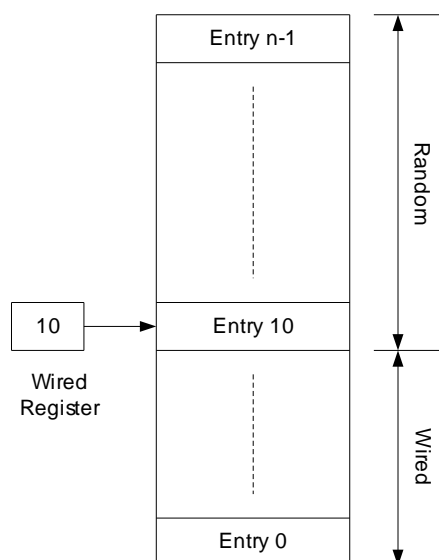 Entry n-1
Random
10
Entry 10
Wired
Register
Wired
Entry 0